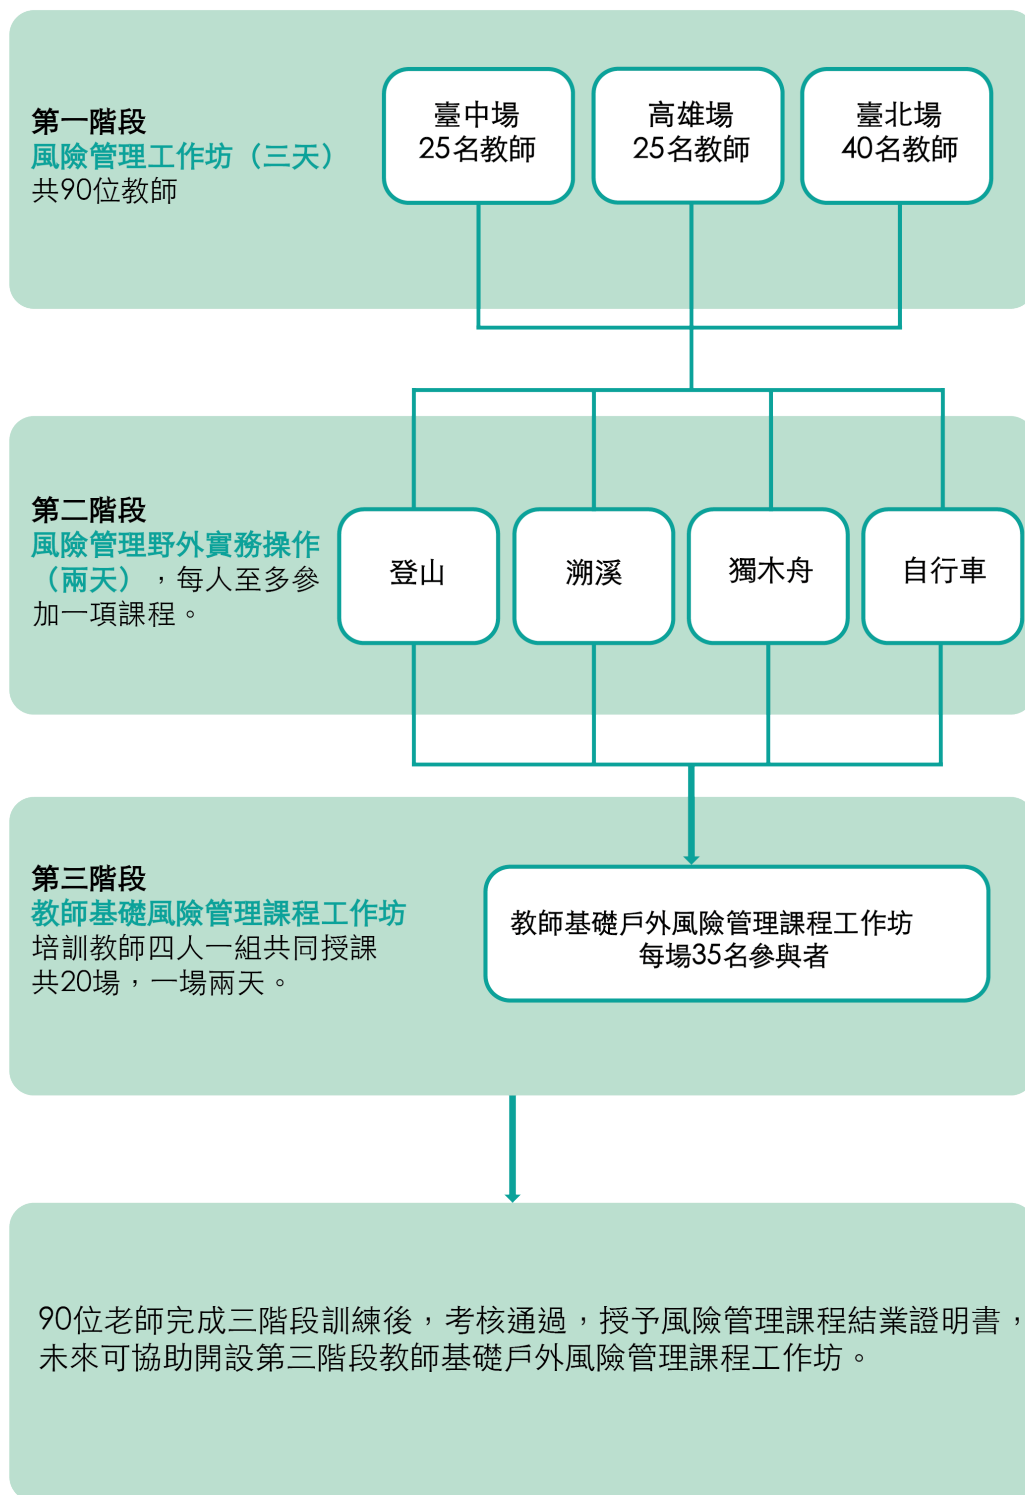 第一階段
風險管理工作坊（三天）
共90位教師
臺中場
25名教師
高雄場
25名教師
臺北場
40名教師
第二階段
風險管理野外實務操作
（兩天），每人至多參
加一項課程。
登山
溯溪
獨木舟
自行車
第三階段
教師基礎風險管理課程工作坊
培訓教師四人一組共同授課
共20場，一場兩天。
教師基礎戶外風險管理課程工作坊
每場35名參與者
90位老師完成三階段訓練後，考核通過，授予風險管理課程結業證明書，
未來可協助開設第三階段教師基礎戶外風險管理課程工作坊。